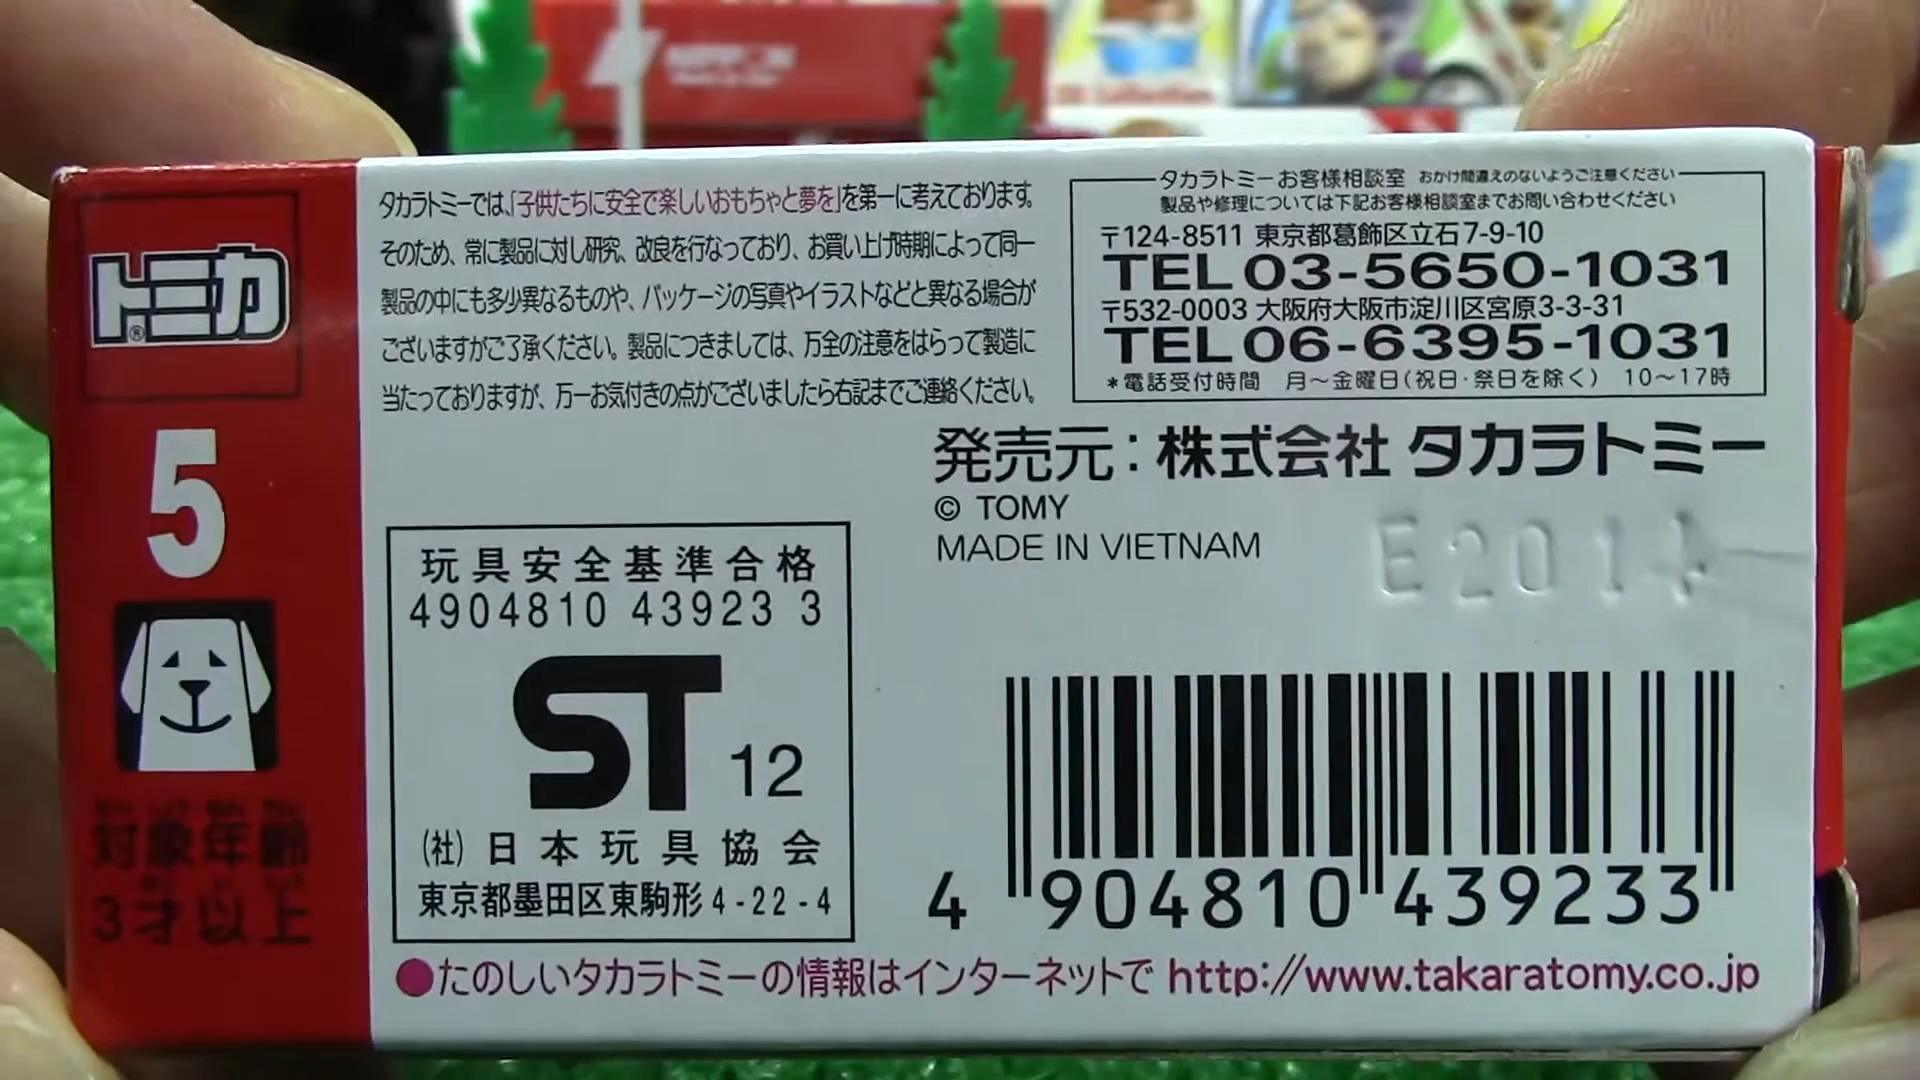 NIPPON
トミカ®
5
対象年齢
3才以上
タカラトミーでは、「子供たちに安全で楽しいおもちゃと夢を」を第一に考えております。
そのため、常に製品に対し研究、改良を行なっており、お買い上げ時期によって同一
製品の中にも多少異なるものや、パッケージの写真やイラストなどと異なる場合が
ございますがご了承ください。製品につきましては、万全の注意をはらって製造に
当たっておりますが、万一お気付きの点がございましたら右記までご連絡ください。
タカラトミーお客様相談室 おかけ間違えのないようご注意ください
製品や修理については下記お客様相談室までお問い合わせください
〒124-8511 東京都葛飾区立石7-9-10
TEL03-5650-1031
〒532-0003 大阪府大阪市淀川区宮原3-3-31
TEL06-6395-1031
*電話受付時間 月～金曜日(祝日・祭日を除く) 10～17時
発売元:株式会社 タカラトミー
© TOMY
MADE IN VIETNAM
玩具安全基準合格
4904810 43923 3
ST 12
(社)日本玩具協会
東京都墨田区東駒形4-22-4
4 904810 439233
●たのしいタカラトミーの情報はインターネットで http://www.takaratomy.co.jp